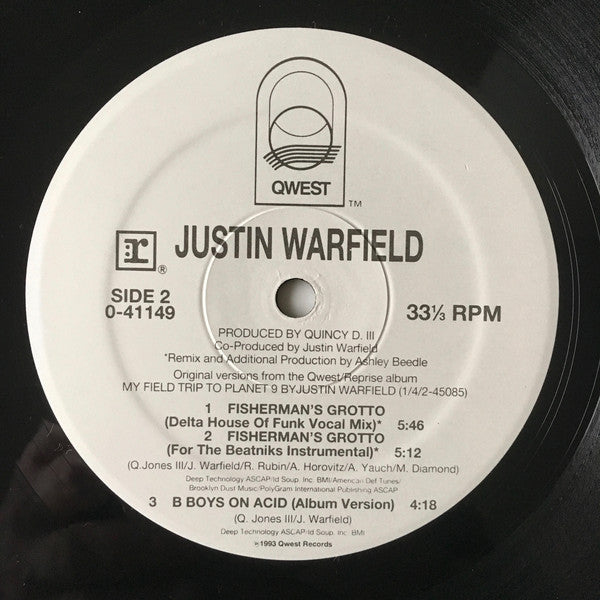 QWEST
TM
r ®
JUSTIN WARFIELD
SIDE 2
0-41149
33⅓ RPM
PRODUCED BY QUINCY D. III
Co-Produced by Justin Warfield
*Remix and Additional Production by Ashley Beedle
Original versions from the Qwest/Reprise album
MY FIELD TRIP TO PLANET 9 BYJUSTIN WARFIELD (1/4/2-45085)
1 FISHERMAN'S GROTTO
(Delta House Of Funk Vocal Mix)* 5:46
2 FISHERMAN'S GROTTO
(For The Beatniks Instrumental)* 5:12
(Q.Jones III/J. Warfield/R. Rubin/A. Horovitz/A. Yauch/M. Diamond)
Deep Technology ASCAP/Id Soup. Inc. BMI/American Def Tunes/
Brooklyn Dust Music/PolyGram International Publishing ASCAP
3 B BOYS ON ACID (Album Version) 4:18
(Q. Jones III/J. Warfield)
Deep Technology ASCAP/Id Soup. Inc. BMI
℗1993 Qwest Records